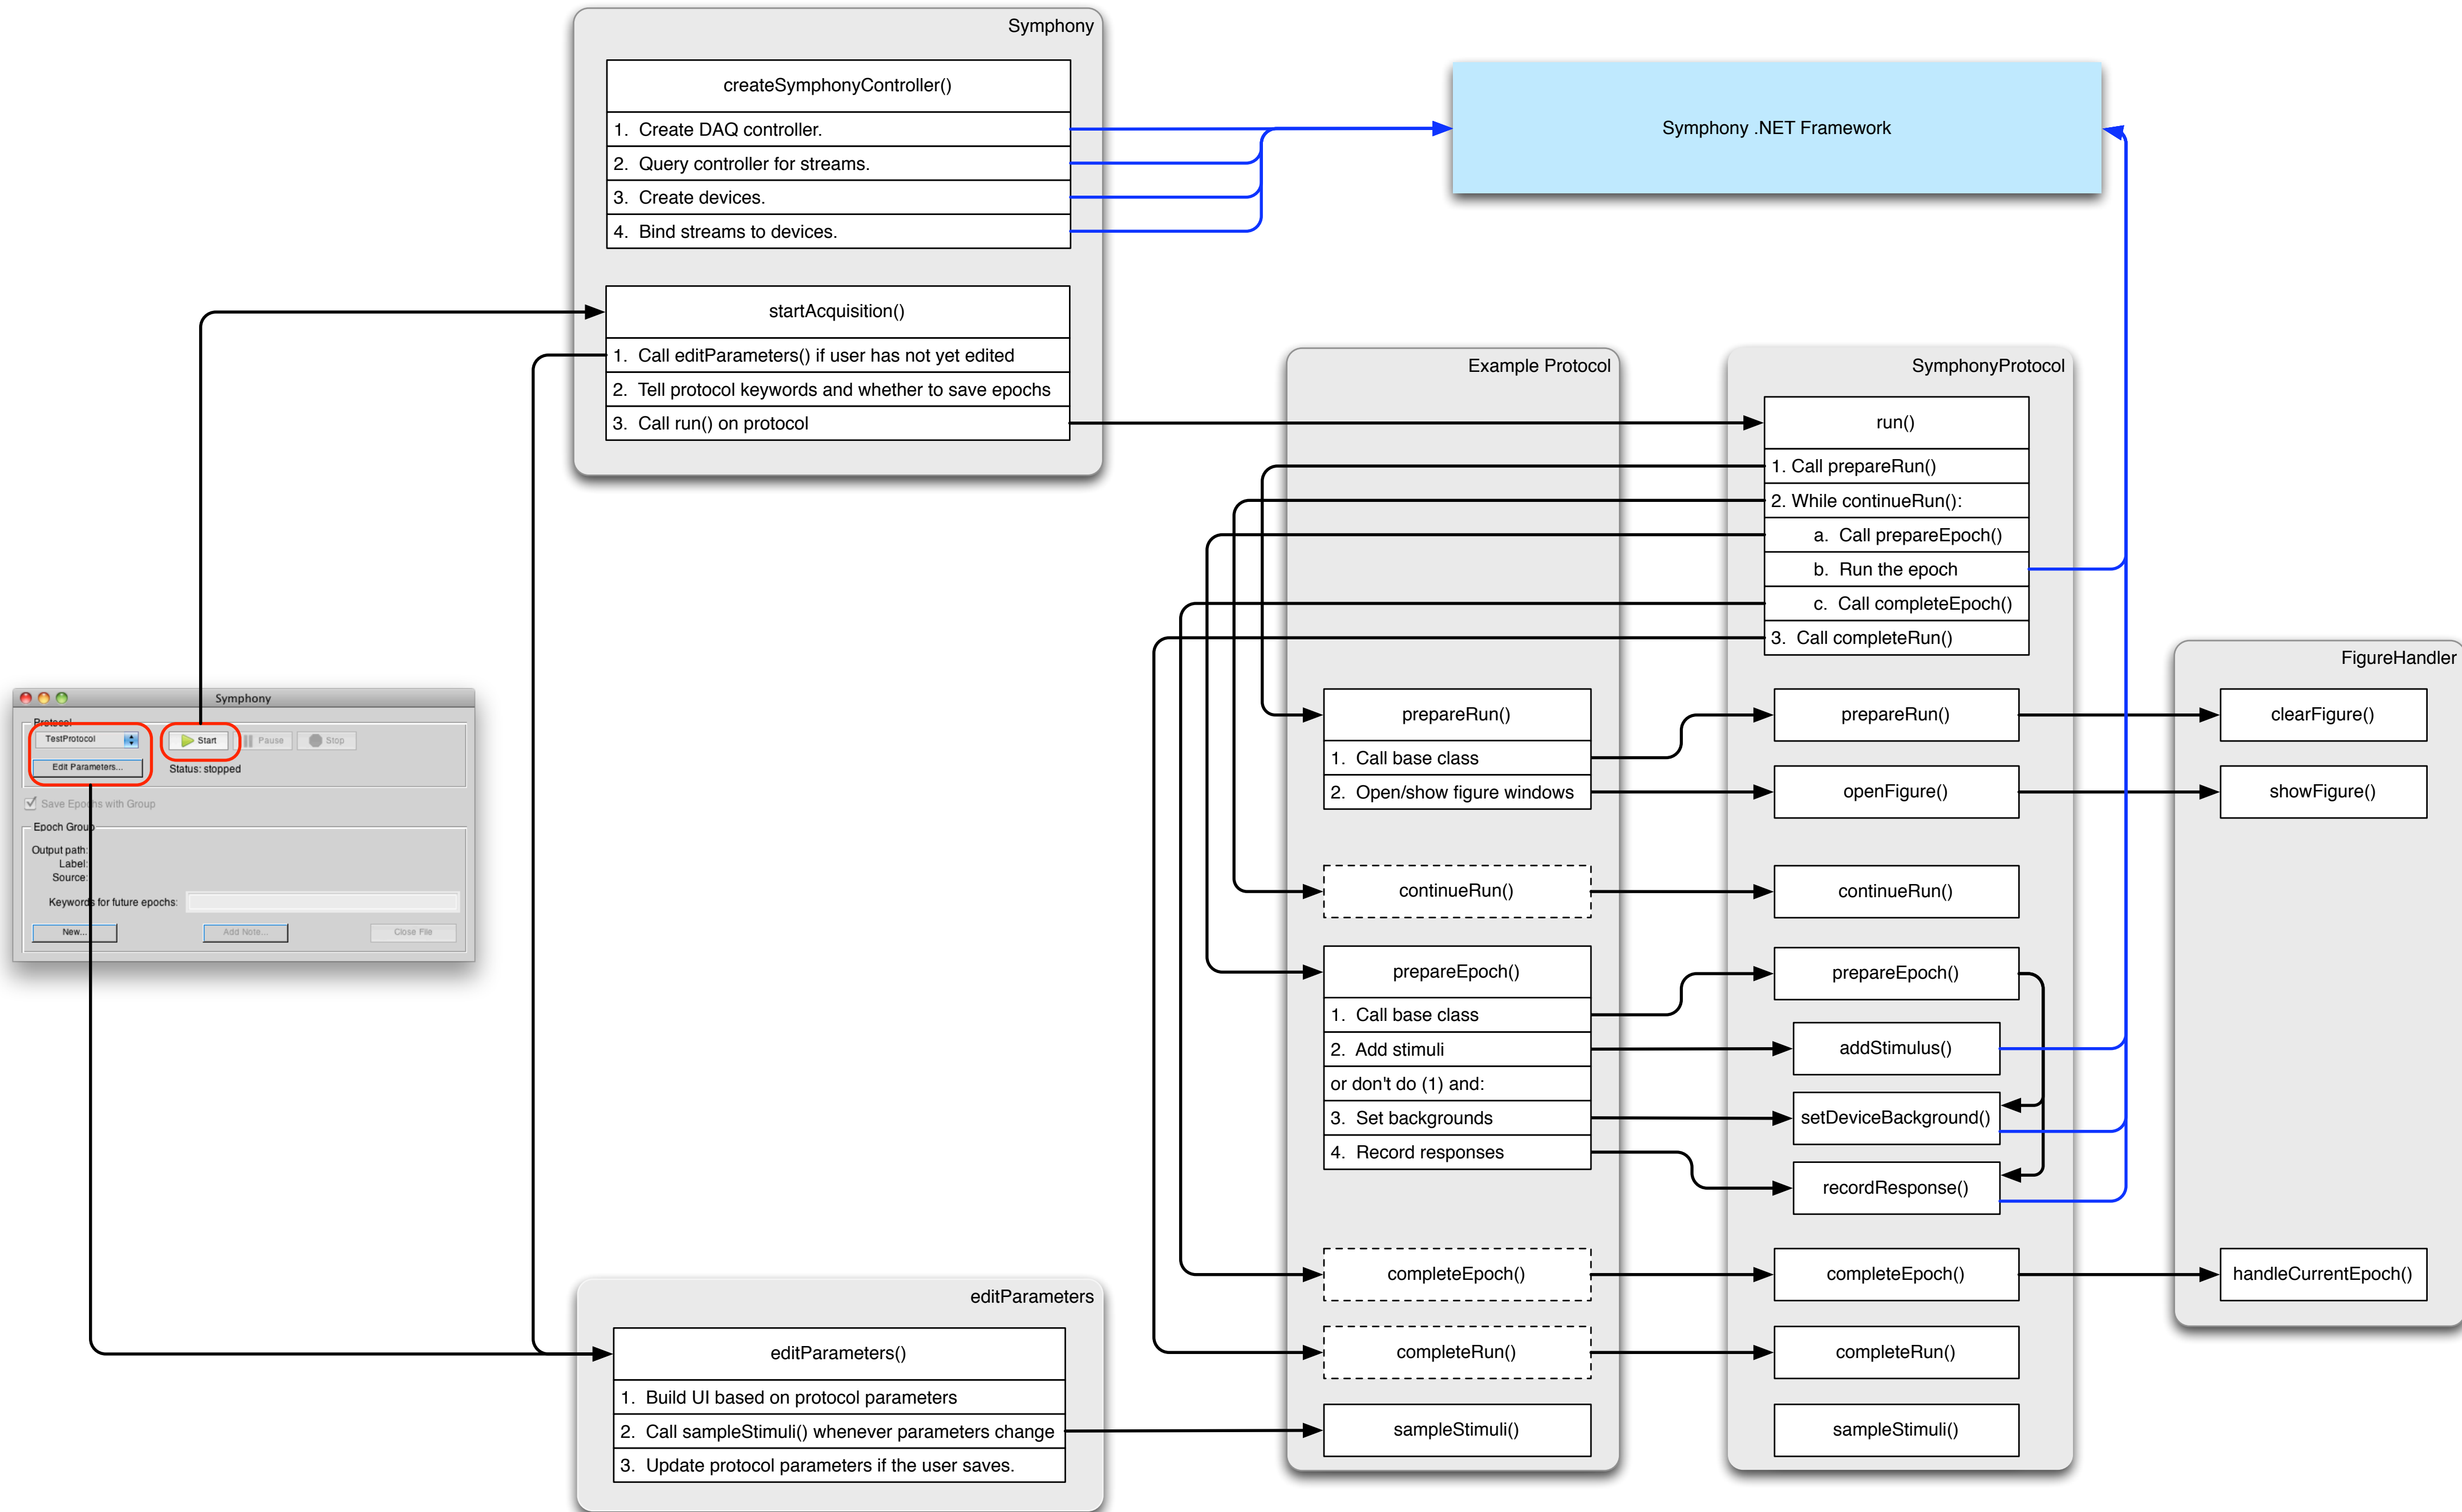 Symphony
createSymphonyController()
1. Create DAQ controller.
2. Query controller for streams.
3. Create devices.
4. Bind streams to devices.
startAcquisition()
1. Call editParameters() if user has not yet edited
2. Tell protocol keywords and whether to save epochs
3. Call run() on protocol
Symphony .NET Framework
Symphony
Protocol
TestProtocol
Start
Pause
Stop
Edit Parameters...
Status: stopped
Save Epochs with Group
Epoch Group
Output path:
Label:
Source:
Keywords for future epochs:
New...
Add Note...
Close File
editParameters
editParameters()
1. Build UI based on protocol parameters
2. Call sampleStimuli() whenever parameters change
3. Update protocol parameters if the user saves.
Example Protocol
prepareRun()
1. Call base class
2. Open/show figure windows
continueRun()
prepareEpoch()
1. Call base class
2. Add stimuli
or don't do (1) and:
3. Set backgrounds
4. Record responses
completeEpoch()
completeRun()
sampleStimuli()
SymphonyProtocol
run()
1. Call prepareRun()
2. While continueRun():
a. Call prepareEpoch()
b. Run the epoch
c. Call completeEpoch()
3. Call completeRun()
prepareRun()
openFigure()
continueRun()
prepareEpoch()
addStimulus()
setDeviceBackground()
recordResponse()
completeEpoch()
completeRun()
sampleStimuli()
FigureHandler
clearFigure()
showFigure()
handleCurrentEpoch()